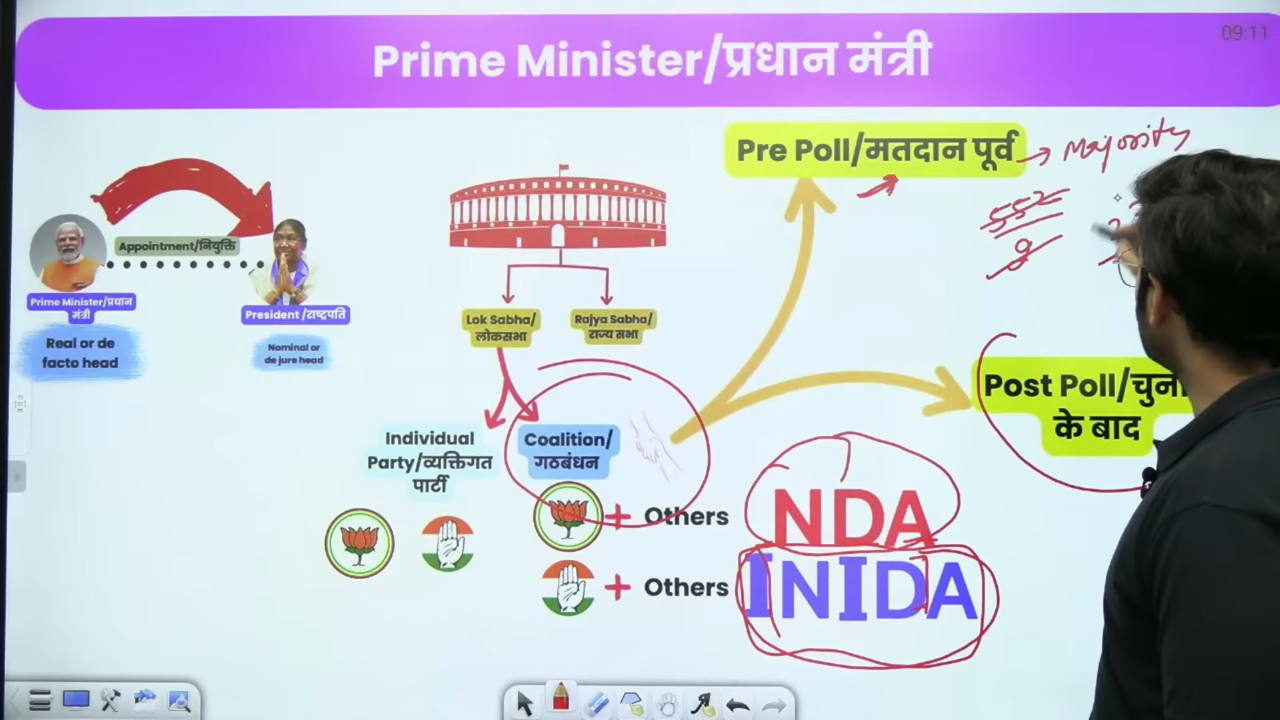 09:11
Prime Minister/प्रधान मंत्री
Pre Poll/मतदान पूर्व
→ Majority
552
2
Appointment/नियुक्ति
Prime Minister/प्रधान
मंत्री
Real or de
facto head
President /राष्ट्रपति
Nominal or
de jure head
Lok Sabha/
लोकसभा
Rajya Sabha/
राज्य सभा
Post Poll/
के बाद
Individual
Party/व्यक्तिगत
पार्टी
Coalition/
गठबंधन
+ Others
NDA
+ Others
INIDA